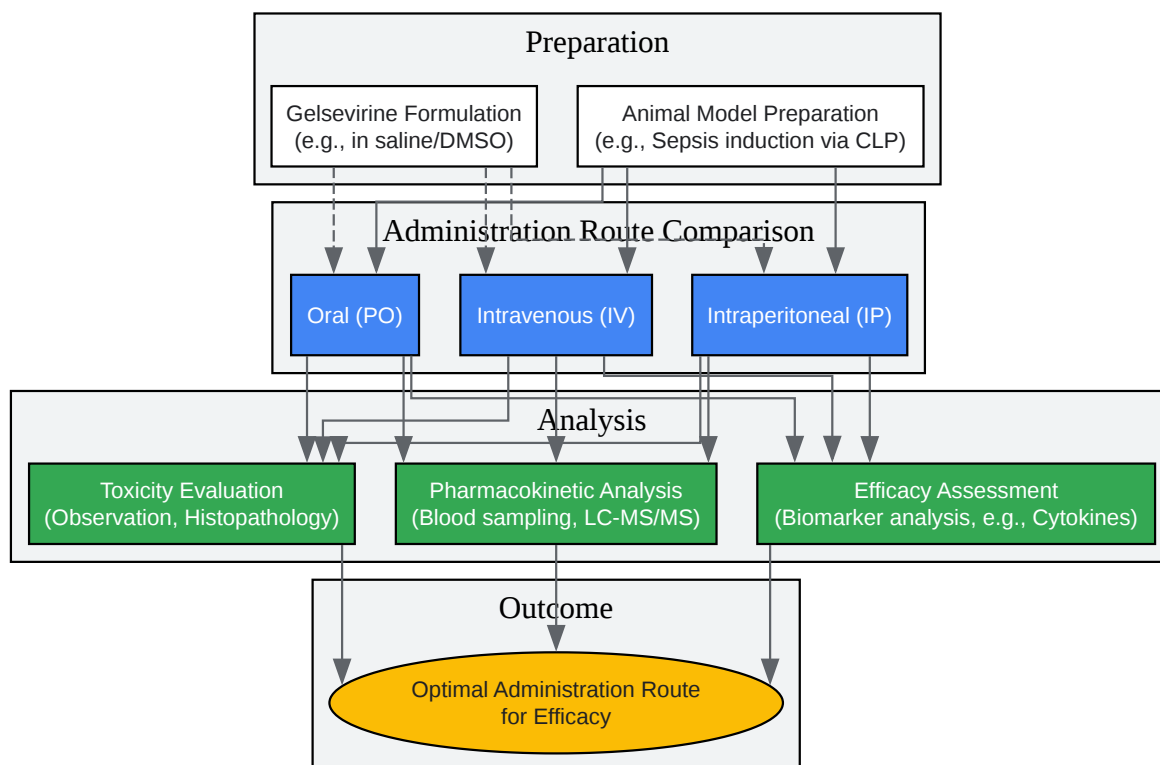 Preparation
Gelsevirine Formulation
(e.g., in saline/DMSO)
Animal Model Preparation
(e.g., Sepsis induction via CLP)
Administration Route Comparison
Oral (PO)
Intravenous (IV)
Intraperitoneal (IP)
Analysis
Toxicity Evaluation
(Observation, Histopathology)
Pharmacokinetic Analysis
(Blood sampling, LC-MS/MS)
Efficacy Assessment
(Biomarker analysis, e.g., Cytokines)
Outcome
Optimal Administration Route
for Efficacy